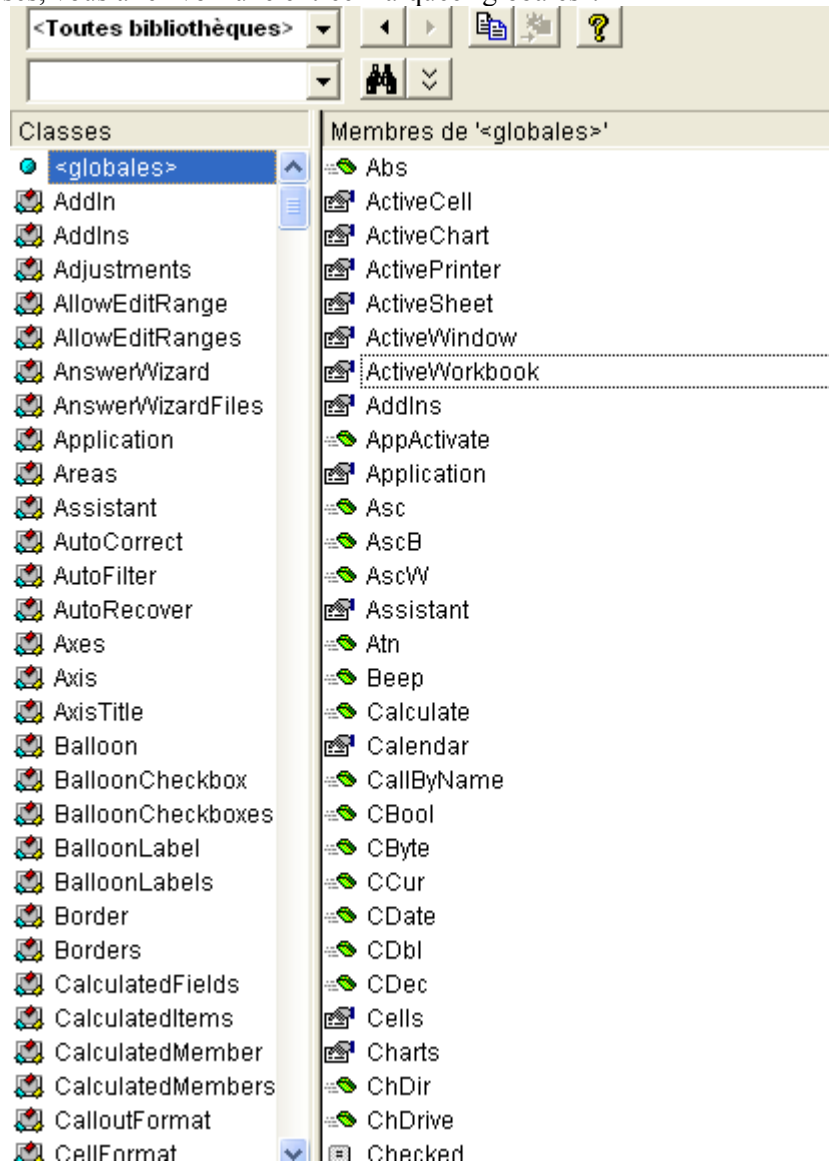 <Toutes bibliothèques>
Classes
<globales>
AddIn
AddIns
Adjustments
AllowEditRange
AllowEditRanges
AnswerWizard
AnswerWizardFiles
Application
Areas
Assistant
AutoCorrect
AutoFilter
AutoRecover
Axes
Axis
AxisTitle
Balloon
BalloonCheckbox
BalloonCheckboxes
BalloonLabel
BalloonLabels
Border
Borders
CalculatedFields
CalculatedItems
CalculatedMember
CalculatedMembers
CalloutFormat
CellFormat
Membres de '<globales>'
Abs
ActiveCell
ActiveChart
ActivePrinter
ActiveSheet
ActiveWindow
ActiveWorkbook
AddIns
AppActivate
Application
Asc
AscB
AscW
Assistant
Atn
Beep
Calculate
Calendar
CallByName
CBool
CByte
CCur
CDate
CDbl
CDec
Cells
Charts
ChDir
ChDrive
Checked